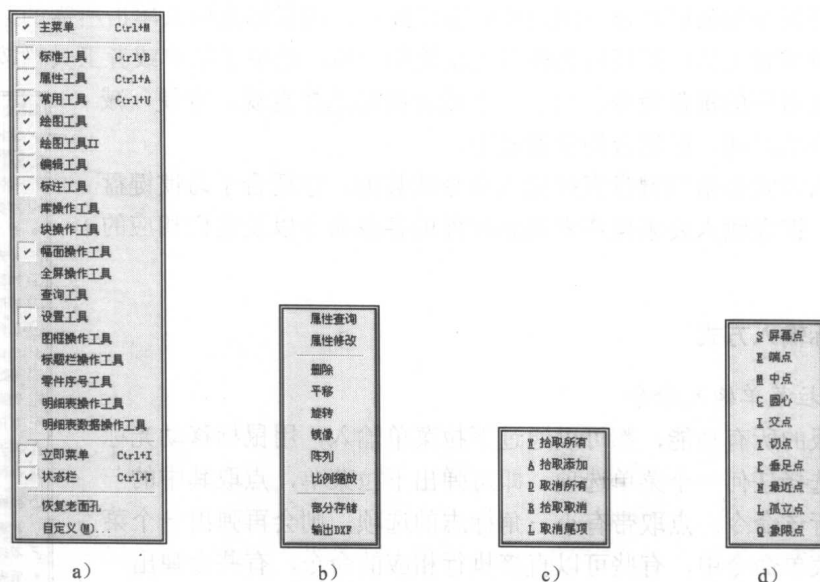 主菜单 Ctrl+M
标准工具 Ctrl+B
属性工具 Ctrl+A
常用工具 Ctrl+U
绘图工具
绘图工具II
编辑工具
标注工具
库操作工具
块操作工具
幅面操作工具
全屏操作工具
查询工具
设置工具
图框操作工具
标题栏操作工具
零件序号工具
明细表操作工具
明细表数据操作工具
立即菜单 Ctrl+I
状态栏 Ctrl+T
恢复老面孔
自定义(M)...
a)
属性查询
属性修改
删除
平移
旋转
镜像
阵列
比例缩放
部分存储
输出DXF
b)
拾取所有
A 拾取添加
D 取消所有
R 拾取取消
L 取消尾项
c)
S 屏幕点
E 端点
M 中点
C 圆心
I 交点
T 切点
P 垂足点
N 最近点
L 孤立点
Q 象限点
d)